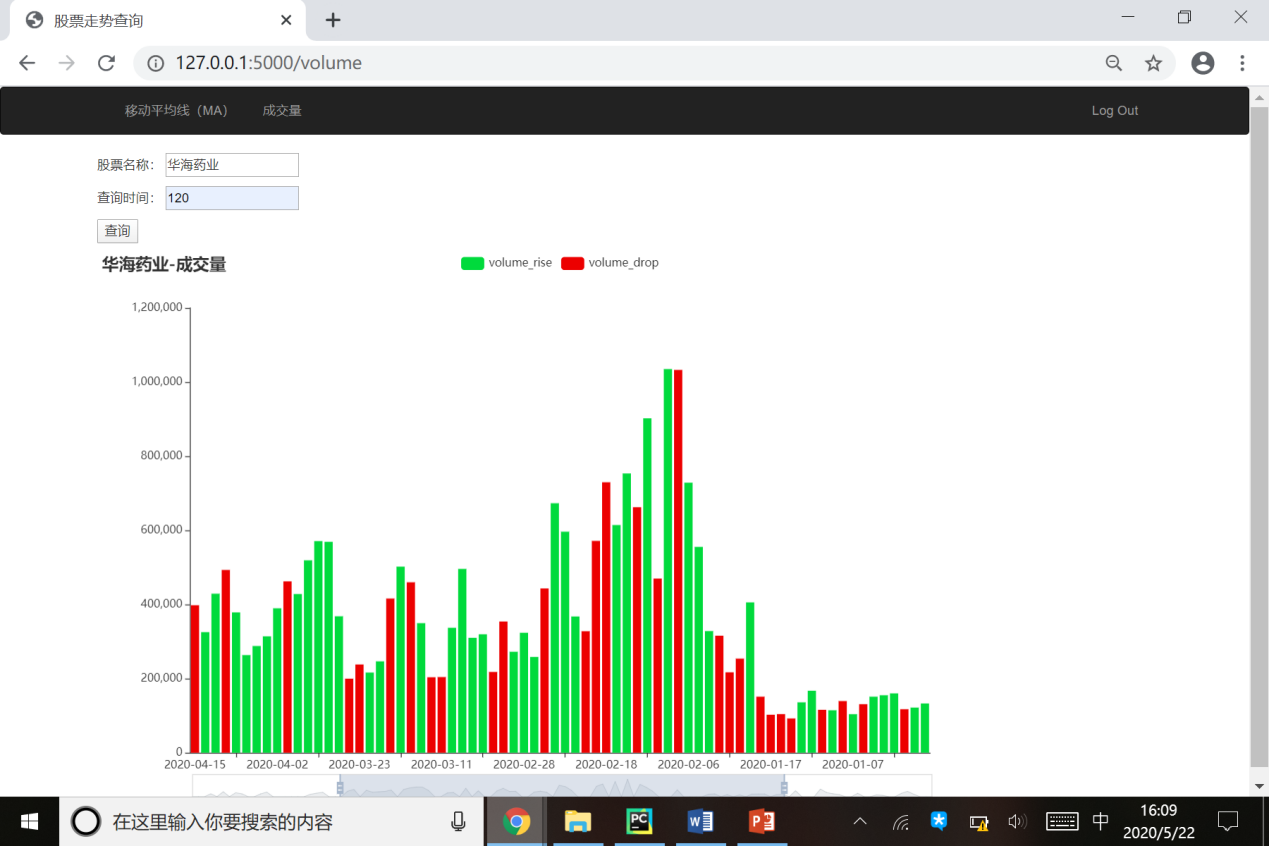 股票走势查询
127.0.0.1:5000/volume
移动平均线（MA） 成交量 Log Out
股票名称： 华海药业
查询时间： 120
查询
华海药业-成交量 volume_rise volume_drop
1,200,000
1,000,000
800,000
600,000
400,000
200,000
0
2020-04-15 2020-04-02 2020-03-23 2020-03-11 2020-02-28 2020-02-18 2020-02-06 2020-01-17 2020-01-07
在这里输入你要搜索的内容 中 16:09
2020/5/22